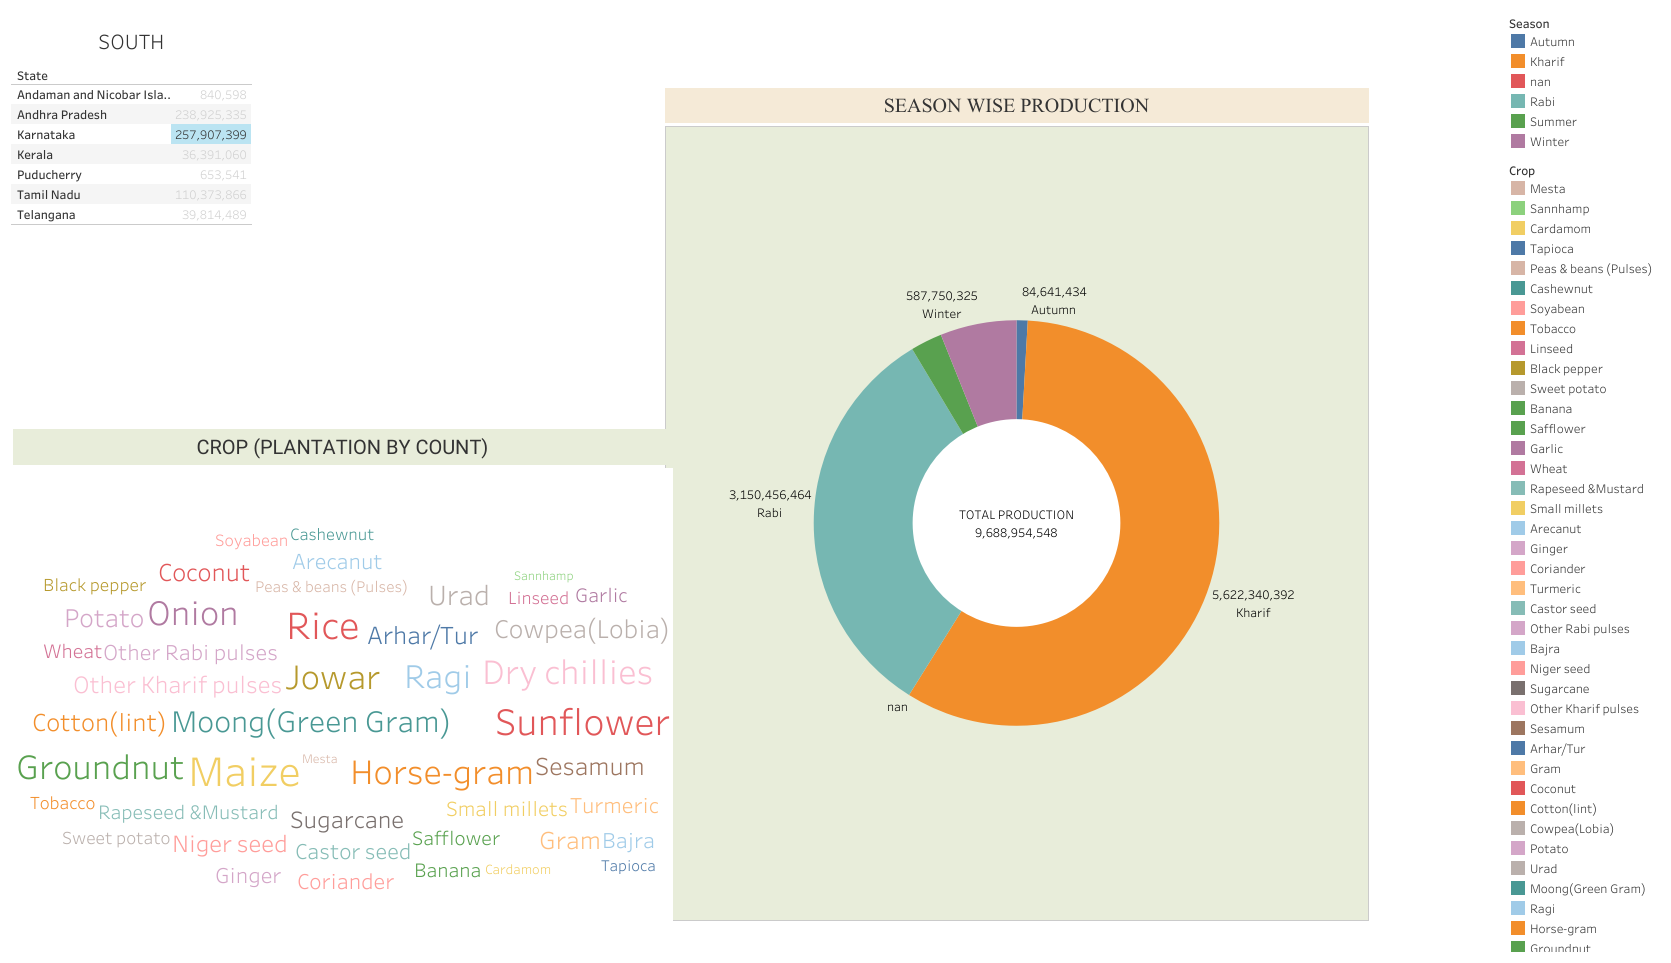 SOUTH
State
Andaman and Nicobar Isla.. 840,598
Andhra Pradesh 238,925,335
Karnataka 257,907,399
Kerala 36,391,060
Puducherry 653,541
Tamil Nadu 110,373,866
Telangana 39,814,489
CROP (PLANTATION BY COUNT)
Soyabean Cashewnut
Coconut Arecanut
Black pepper Peas & beans (Pulses) Urad Sannhamp
Linseed Garlic
Potato Onion Rice Arhar/Tur Cowpea(Lobia)
Wheat Other Rabi pulses
Other Kharif pulses Jowar Ragi Dry chillies
Cotton(lint) Moong(Green Gram) Sunflower
Groundnut Maize Mesta Horse-gram Sesamum
Tobacco Rapeseed &Mustard Sugarcane Small millets Turmeric
Sweet potato Niger seed Castor seed Safflower Gram Bajra
Ginger Coriander Banana Cardamom Tapioca
SEASON WISE PRODUCTION
587,750,325
Winter
84,641,434
Autumn
3,150,456,464
Rabi
TOTAL PRODUCTION
9,688,954,548
5,622,340,392
Kharif
nan
Season
Autumn
Kharif
nan
Rabi
Summer
Winter
Crop
Mesta
Sannhamp
Cardamom
Tapioca
Peas & beans (Pulses)
Cashewnut
Soyabean
Tobacco
Linseed
Black pepper
Sweet potato
Banana
Safflower
Garlic
Wheat
Rapeseed &Mustard
Small millets
Arecanut
Ginger
Coriander
Turmeric
Castor seed
Other Rabi pulses
Bajra
Niger seed
Sugarcane
Other Kharif pulses
Sesamum
Arhar/Tur
Gram
Coconut
Cotton(lint)
Cowpea(Lobia)
Potato
Urad
Moong(Green Gram)
Ragi
Horse-gram
Groundnut